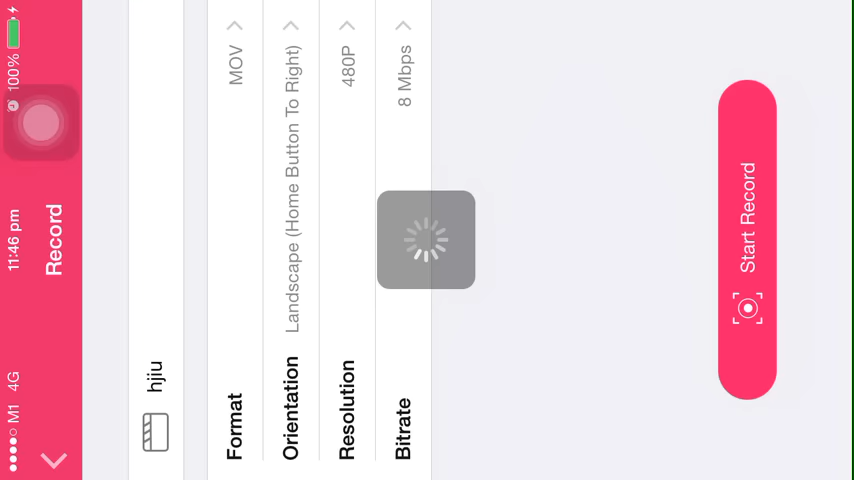 M1 4G 11:46 pm 100%
Record
hjiu
Format MOV
Orientation Landscape (Home Button To Right)
Resolution 480P
Bitrate 8 Mbps
Start Record